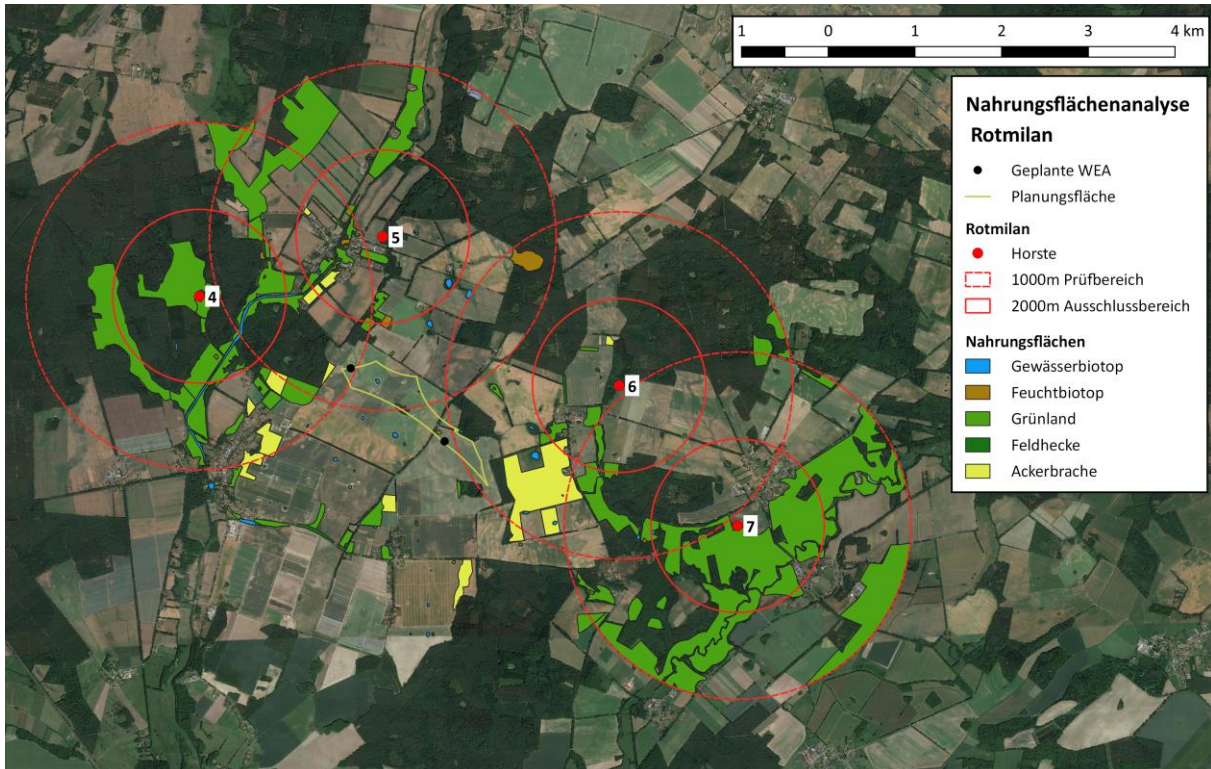 1 0 1 2 3 4 km
Nahrungsflächenanalyse
Rotmilan
Geplante WEA
Planungsfläche
Rotmilan
Horste
1000m Prüfbereich
2000m Ausschlussbereich
Nahrungsflächen
Gewässerbiotop
Feuchtbiotop
Grünland
Feldhecke
Ackerbrache
5
4
6
7